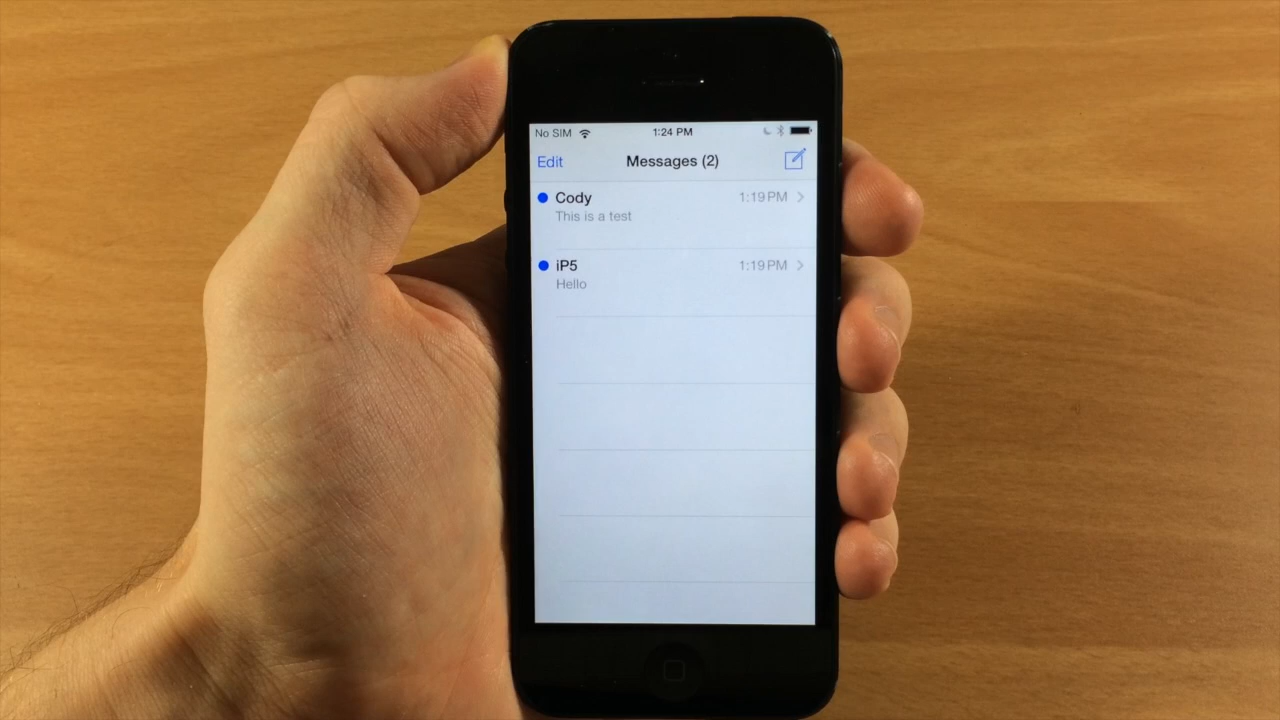 No SIM 1:24 PM
Edit Messages (2)
Cody 1:19 PM
This is a test
iP5 1:19 PM
Hello